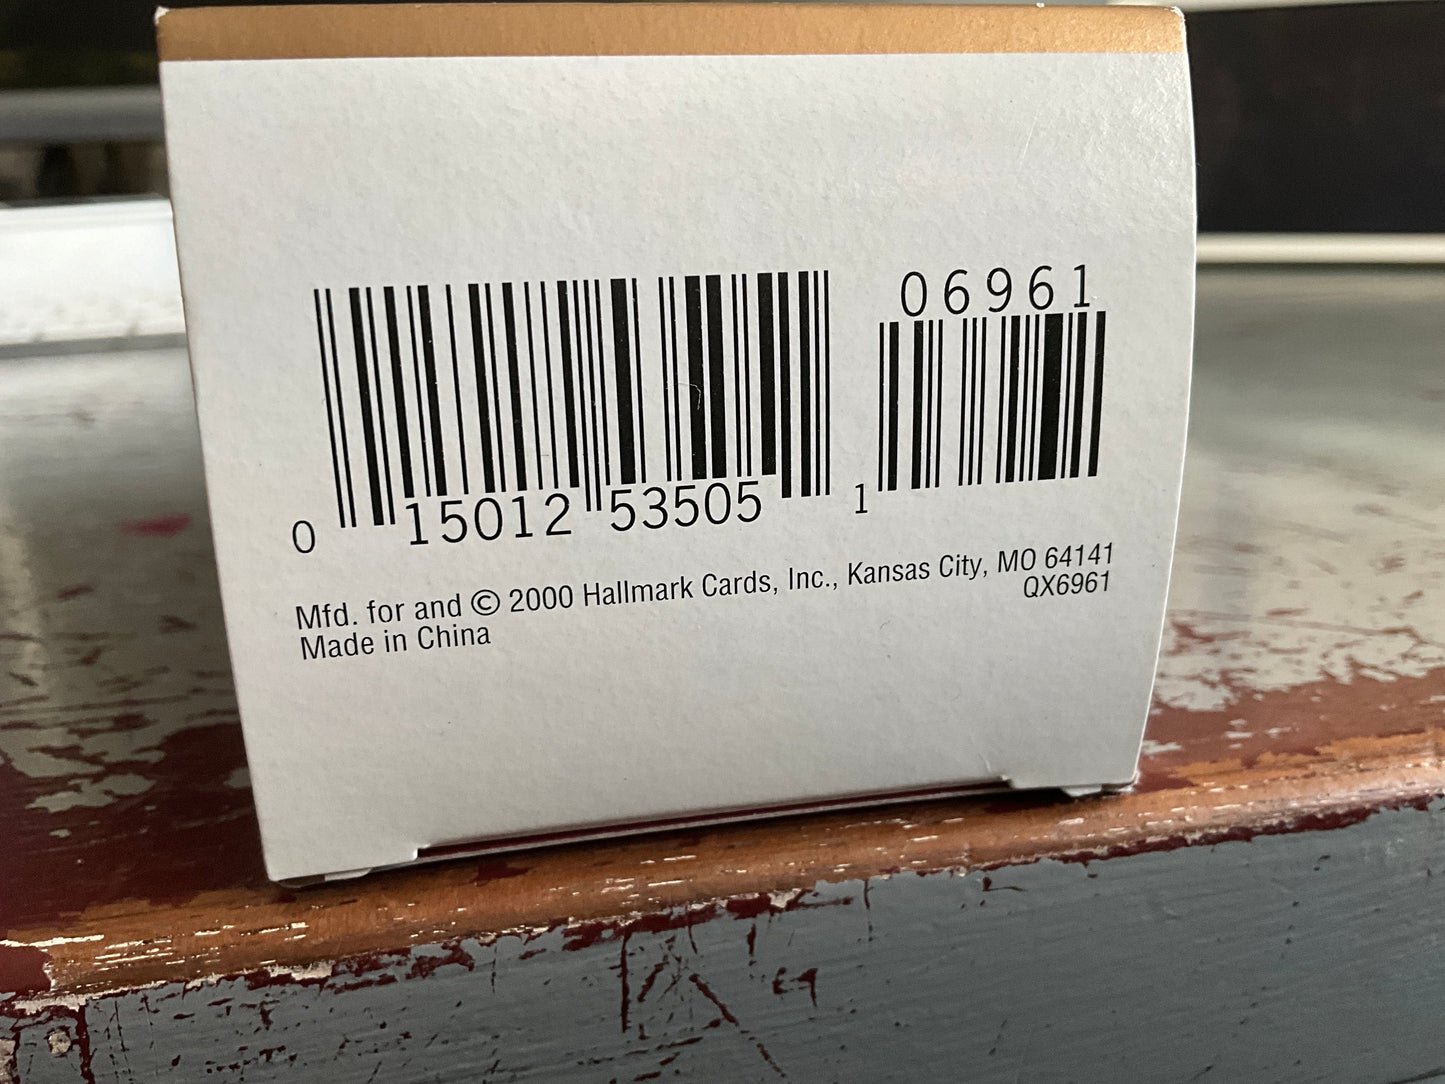 06961
0 15012 53505 1
Mfd. for and © 2000 Hallmark Cards, Inc., Kansas City, MO 64141
QX6961
Made in China